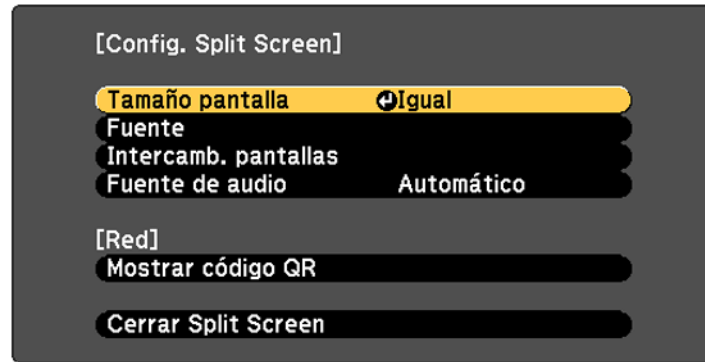 [Config. Split Screen]
Tamaño pantalla Igual
Fuente
Intercamb. pantallas
Fuente de audio Automático
[Red]
Mostrar código QR
Cerrar Split Screen